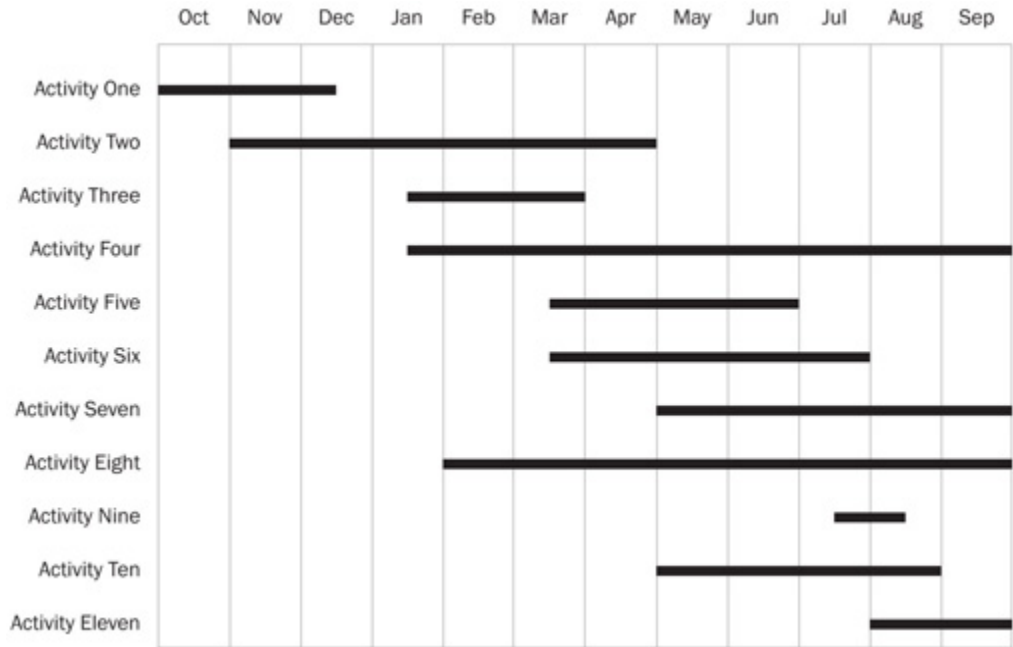 Oct Nov Dec Jan Feb Mar Apr May Jun Jul Aug Sep
Activity One
Activity Two
Activity Three
Activity Four
Activity Five
Activity Six
Activity Seven
Activity Eight
Activity Nine
Activity Ten
Activity Eleven